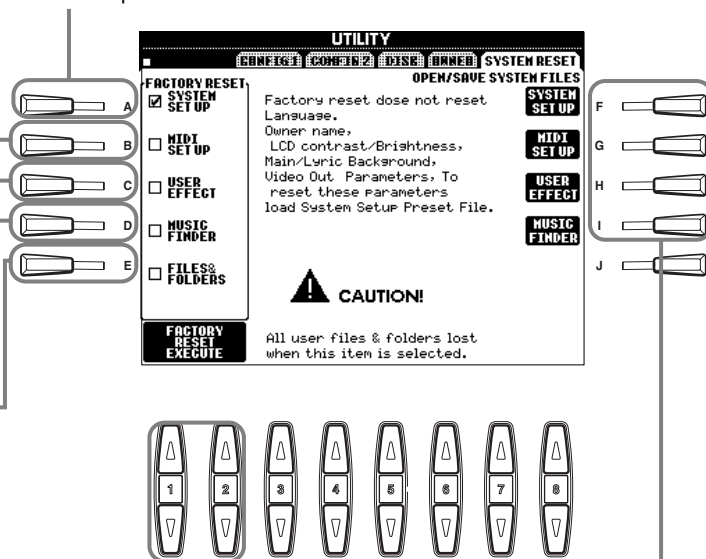 UTILITY
CONFIG 1 CONFIG 2 DISK OWNER SYSTEM RESET
OPEN/SAVE SYSTEM FILES
FACTORY RESET
SYSTEM
SET UP
MIDI
SET UP
USER
EFFECT
MUSIC
FINDER
FILES&
FOLDERS
FACTORY
RESET
EXECUTE
Factory reset dose not reset
Language.
Owner name,
LCD contrast/Brightness,
Main/Lyric Background,
Video Out Parameters, To
reset these parameters
load System Setup Preset File.
CAUTION!
All user files & folders lost
when this item is selected.
SYSTEM
SET UP
MIDI
SET UP
USER
EFFECT
MUSIC
FINDER
A
B
C
D
E
F
G
H
I
J
1 2 3 4 5 6 7 8